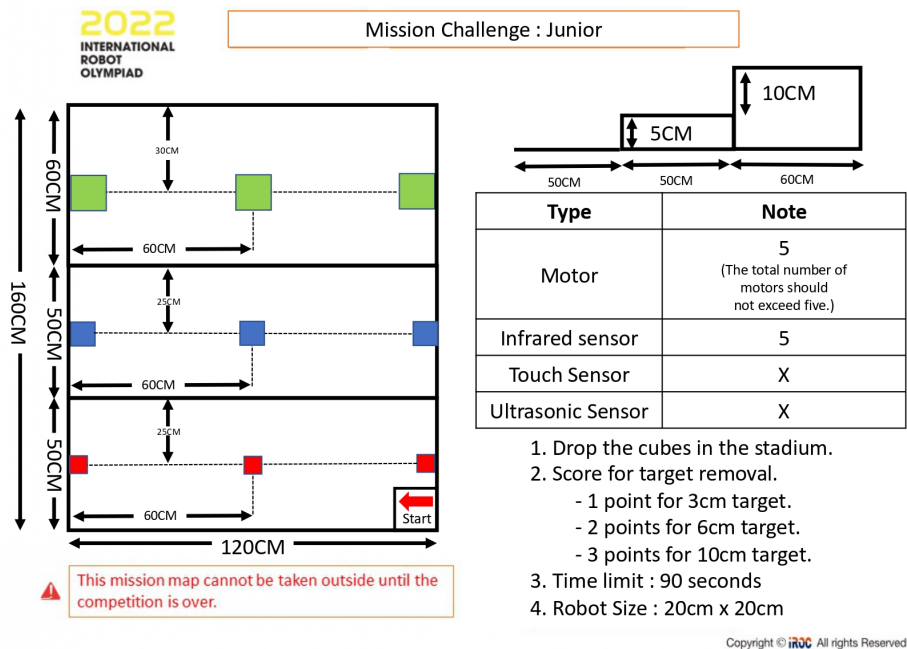 2022
INTERNATIONAL
ROBOT
OLYMPIAD
Mission Challenge : Junior
30CM
60CM
60CM
25CM
50CM
60CM
160CM
25CM
50CM
60CM
Start
120CM
This mission map cannot be taken outside until the
competition is over.
10CM
5CM
50CM
50CM
60CM
Type
Note
Motor
5
(The total number of
motors should
not exceed five.)
Infrared sensor
5
Touch Sensor
X
Ultrasonic Sensor
X
1. Drop the cubes in the stadium.
2. Score for target removal.
- 1 point for 3cm target.
- 2 points for 6cm target.
- 3 points for 10cm target.
3. Time limit : 90 seconds
4. Robot Size : 20cm x 20cm
Copyright © iROC All rights Reserved